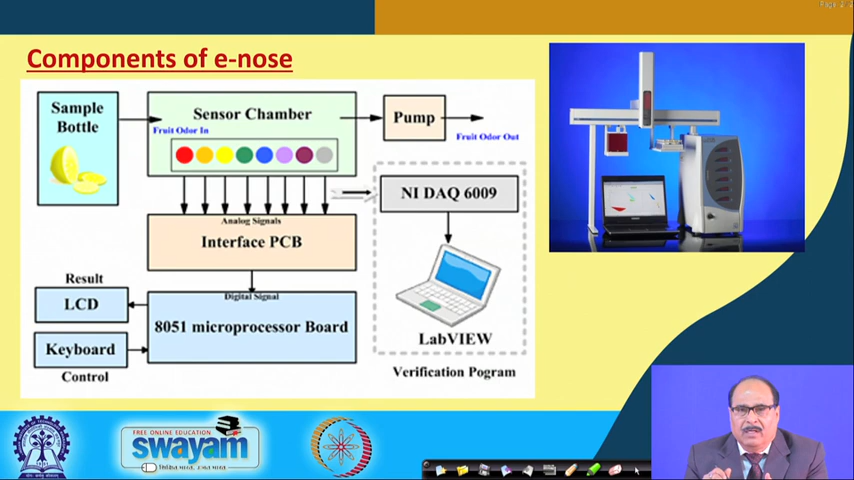 Components of e-nose
Sample
Bottle
Sensor Chamber
Fruit Odor In
Pump
Fruit Odor Out
NI DAQ 6009
Analog Signals
Interface PCB
Result
LCD
Digital Signal
8051 microprocessor Board
Keyboard
Control
LabVIEW
Verification Pogram
FREE ONLINE EDUCATION
swayam